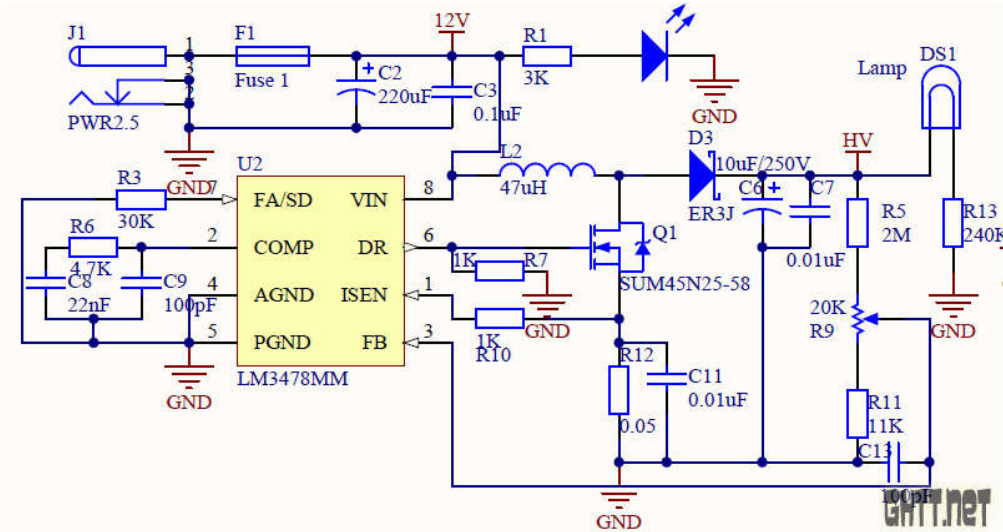 J1
1
3
2
PWR2.5
F1
Fuse 1
C2
220uF
12V
C3
0.1uF
R1
3K
GND
GND
Lamp
DS1
U2
R3
30K
7
FA/SD
VIN
8
L2
47uH
D3
ER3J
10uF/250V
C6
C7
0.01uF
HV
R5
2M
R13
240K
GND
R6
4.7K
2
COMP
DR
6
1K
R7
GND
Q1
SUM45N25-58
C8
22nF
C9
100pF
4
AGND
ISEN
1
1K
R10
20K
R9
5
PGND
FB
3
LM3478MM
GND
R12
0.05
C11
0.01uF
R11
11K
C13
100pF
GND
GHTT.net